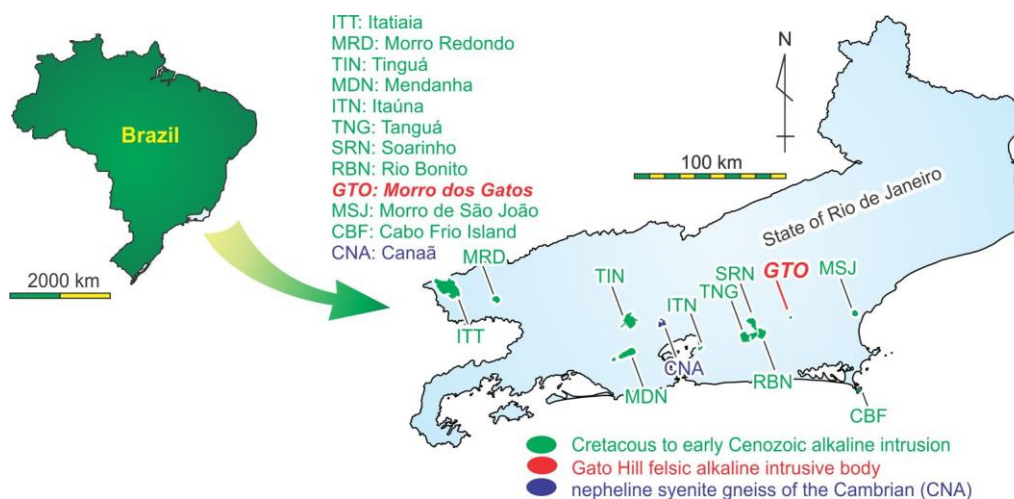 ITT: Itatiaia
MRD: Morro Redondo
TIN: Tinguá
MDN: Mendanha
ITN: Itaúna
TNG: Tanguá
SRN: Soarinho
RBN: Rio Bonito
GTO: Morro dos Gatos
MSJ: Morro de São João
CBF: Cabo Frio Island
CNA: Canaã
Brazil
2000 km
N
100 km
State of Rio de Janeiro
MRD
ITT
TIN
MDN
ITN
CNA
SRN
TNG
GTO
MSJ
RBN
CBF
Cretacous to early Cenozoic alkaline intrusion
Gato Hill felsic alkaline intrusive body
nepheline syenite gneiss of the Cambrian (CNA)